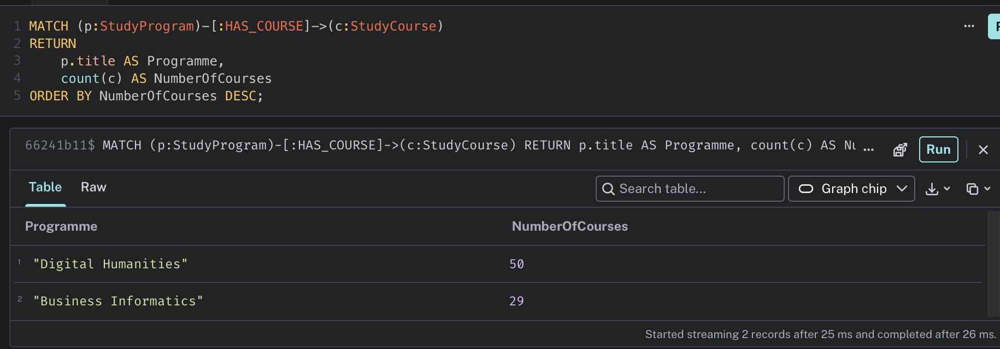 1 MATCH (p:StudyProgram)-[:HAS_COURSE]->(c:StudyCourse)
2 RETURN
3 p.title AS Programme,
4 count(c) AS NumberOfCourses
5 ORDER BY NumberOfCourses DESC;
66241b11$ MATCH (p:StudyProgram)-[:HAS_COURSE]->(c:StudyCourse) RETURN p.title AS Programme, count(c) AS Nu ... Run
Table Raw Search table... Graph chip
Programme NumberOfCourses
1 "Digital Humanities" 50
2 "Business Informatics" 29
Started streaming 2 records after 25 ms and completed after 26 ms.